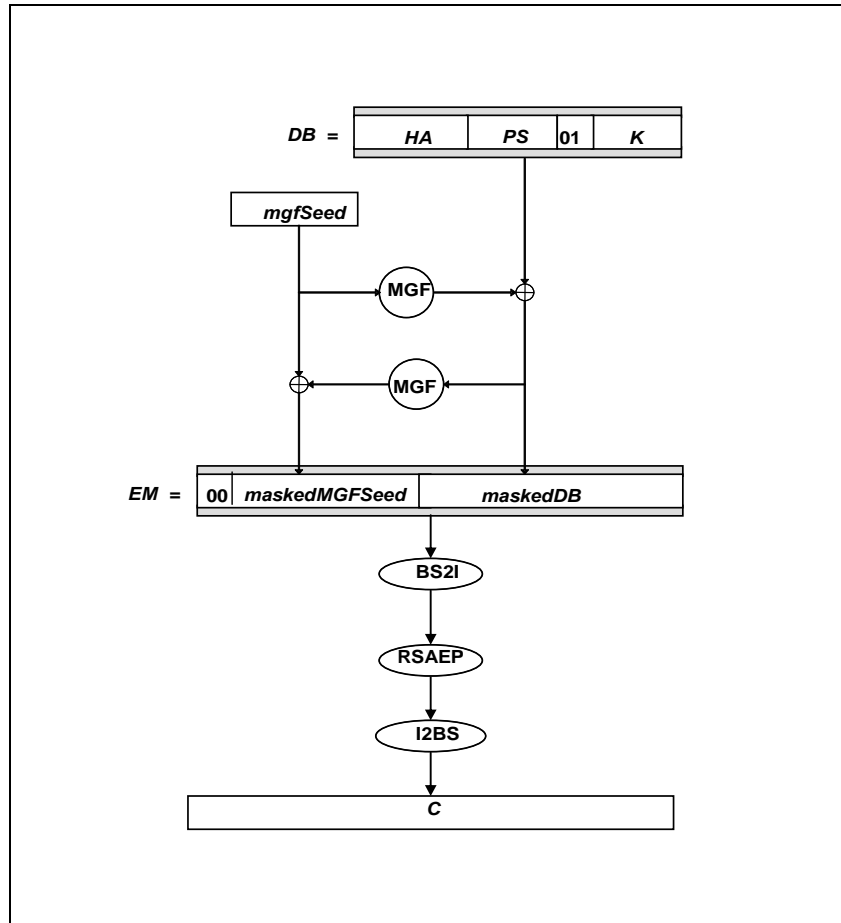 DB = HA PS 01 K
mgfSeed
MGF
MGF
EM = 00 maskedMGFSeed maskedDB
BS2I
RSAEP
I2BS
C